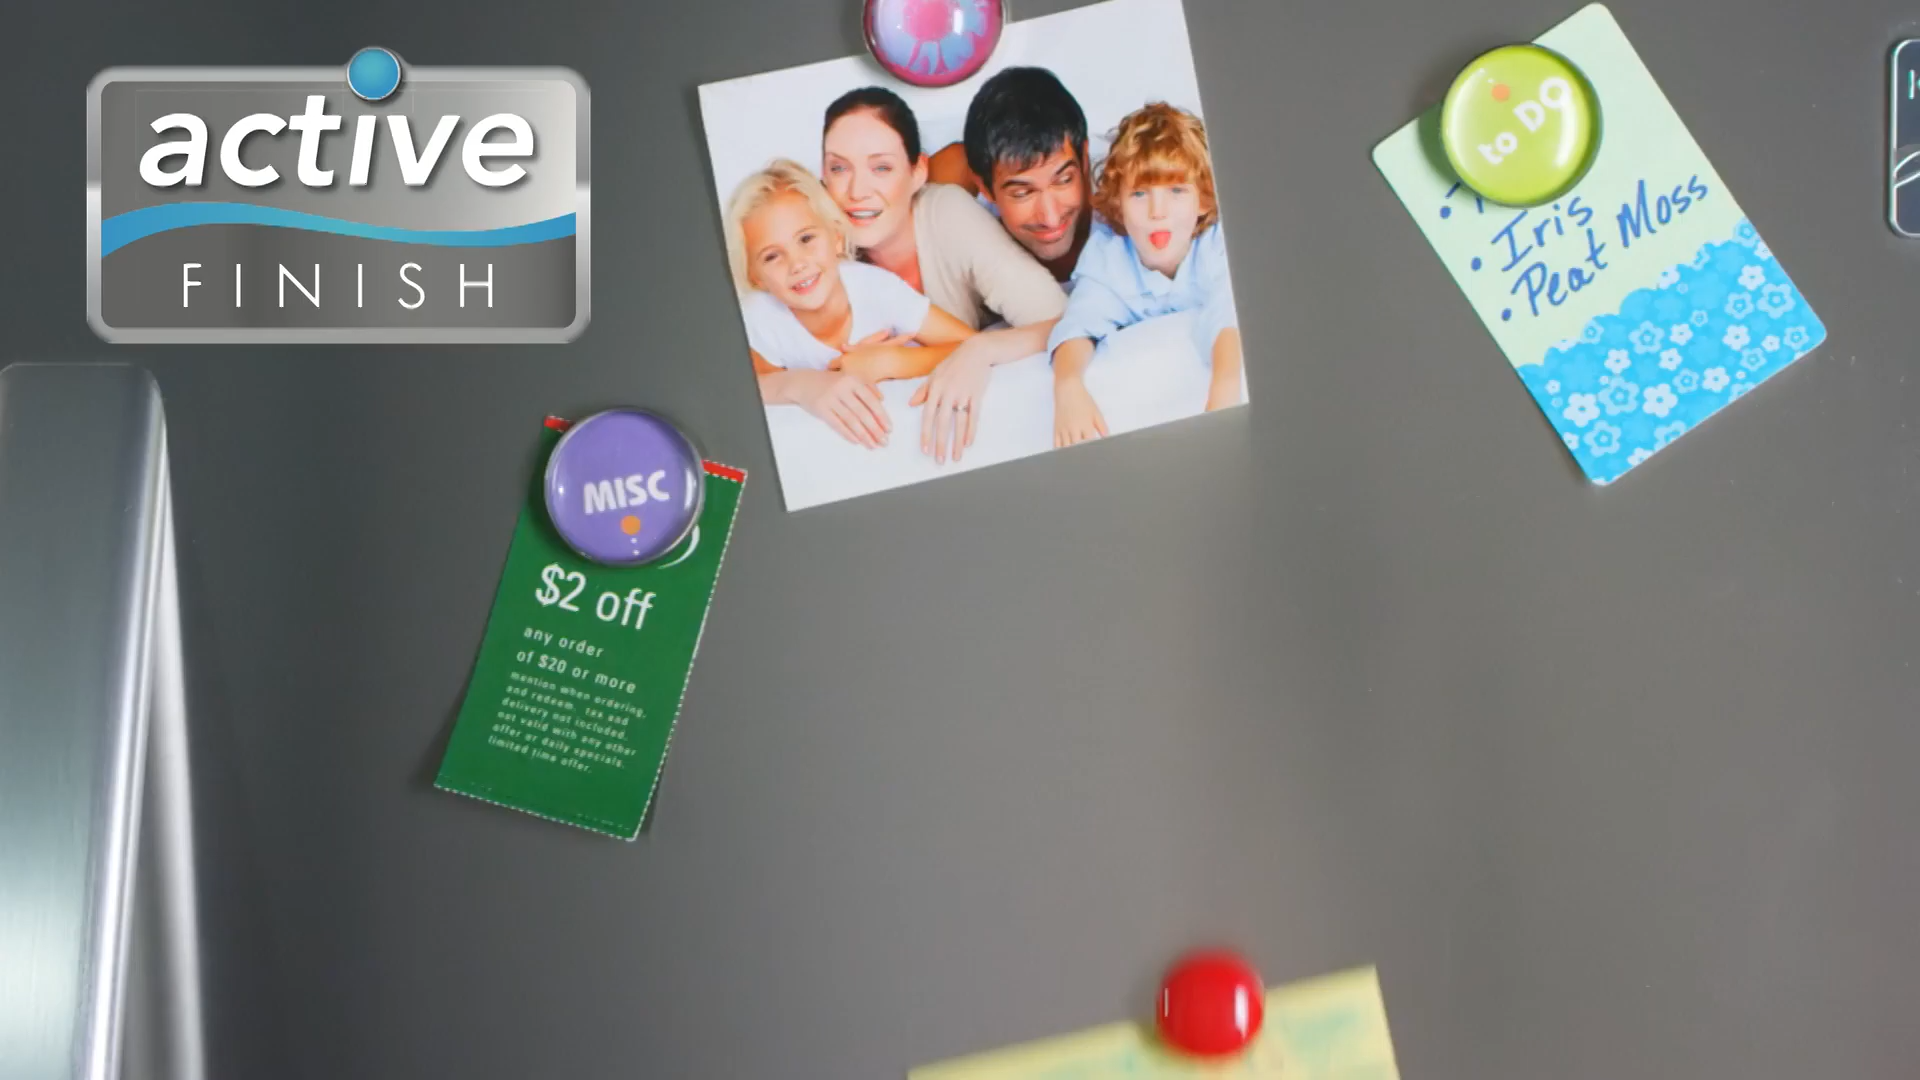 active
FINISH
to DO
Iris
Peat Moss
MISC
$2 off
any order
of $20 or more
mention when ordering,
and redeem. tax and
delivery not included.
not valid with any other
offer or daily specials.
limited time offer.